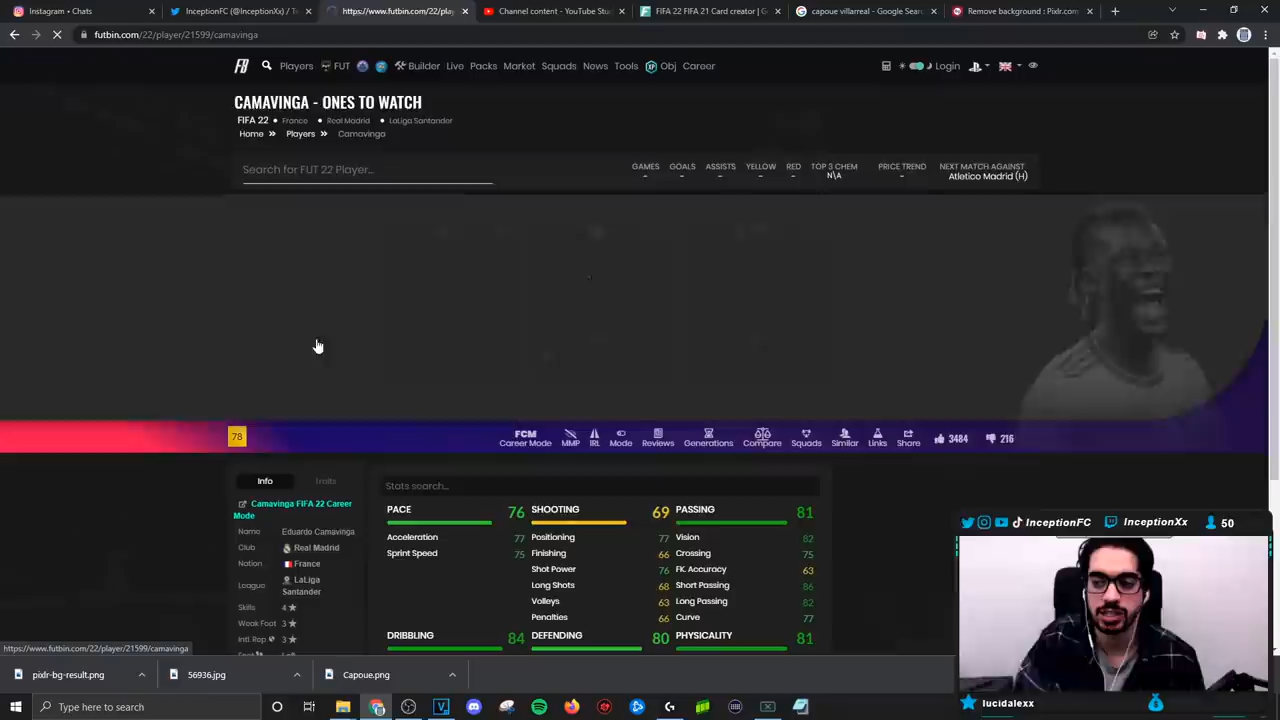 Instagram • Chats
InceptionFC (@InceptionXx) / T
https://www.futbin.com/22/play
Channel content - YouTube Stu
FIFA 22 FIFA 21 Card creator | G
capoue villarreal - Google Sear
Remove background : Pixlr.com
futbin.com/22/player/21599/camavinga
Players FUT Builder Live Packs Market Squads News Tools Obj Career Login
CAMAVINGA - ONES TO WATCH
FIFA 22 • France • Real Madrid • LaLiga Santander
Home » Players » Camavinga
Search for FUT 22 Player...
GAMES GOALS ASSISTS YELLOW RED TOP 3 CHEM PRICE TREND NEXT MATCH AGAINST
- - - - - N\A - Atletico Madrid (H)
78
FCM
Career Mode MMP IRL Mode Reviews Generations Compare Squads Similar Links Share 3484 216
Info Traits
Stats search...
Camavinga FIFA 22 Career
Mode
Name Eduardo Camavinga
Club Real Madrid
Nation France
League LaLiga
Santander
Skills 4
Weak Foot 3
Intl. Rep 3
PACE 76
Acceleration 77
Sprint Speed 75
SHOOTING 69
Positioning 77
Finishing 66
Shot Power 76
Long Shots 68
Volleys 63
Penalties 66
PASSING 81
Vision 82
Crossing 75
FK. Accuracy 63
Short Passing 86
Long Passing 82
Curve 77
DRIBBLING 84
DEFENDING 80
PHYSICALITY 81
InceptionFC InceptionXx 50
https://www.futbin.com/22/player/21599/camavinga
pixlr-bg-result.png
56936.jpg
Capoue.png
lucidalexx
Type here to search